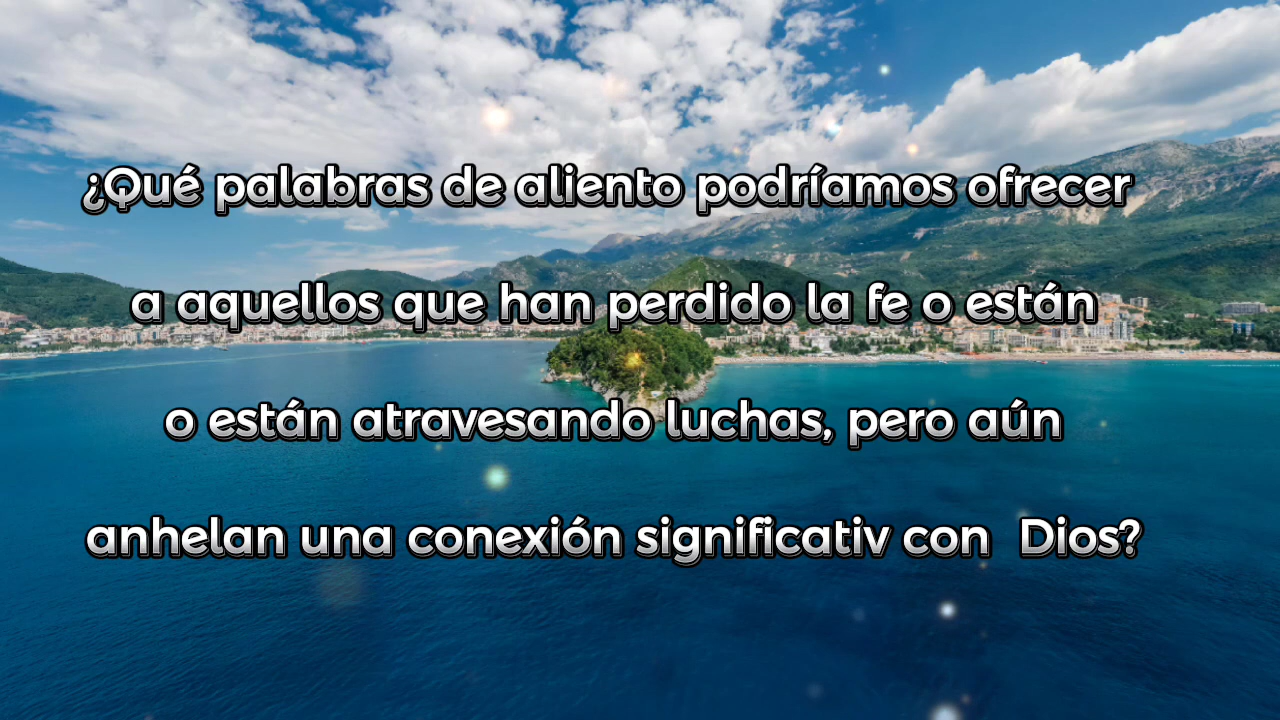 ¿Qué palabras de aliento podríamos ofrecer
a aquellos que han perdido la fe o están
o están atravesando luchas, pero aún
anhelan una conexión significativ con Dios?